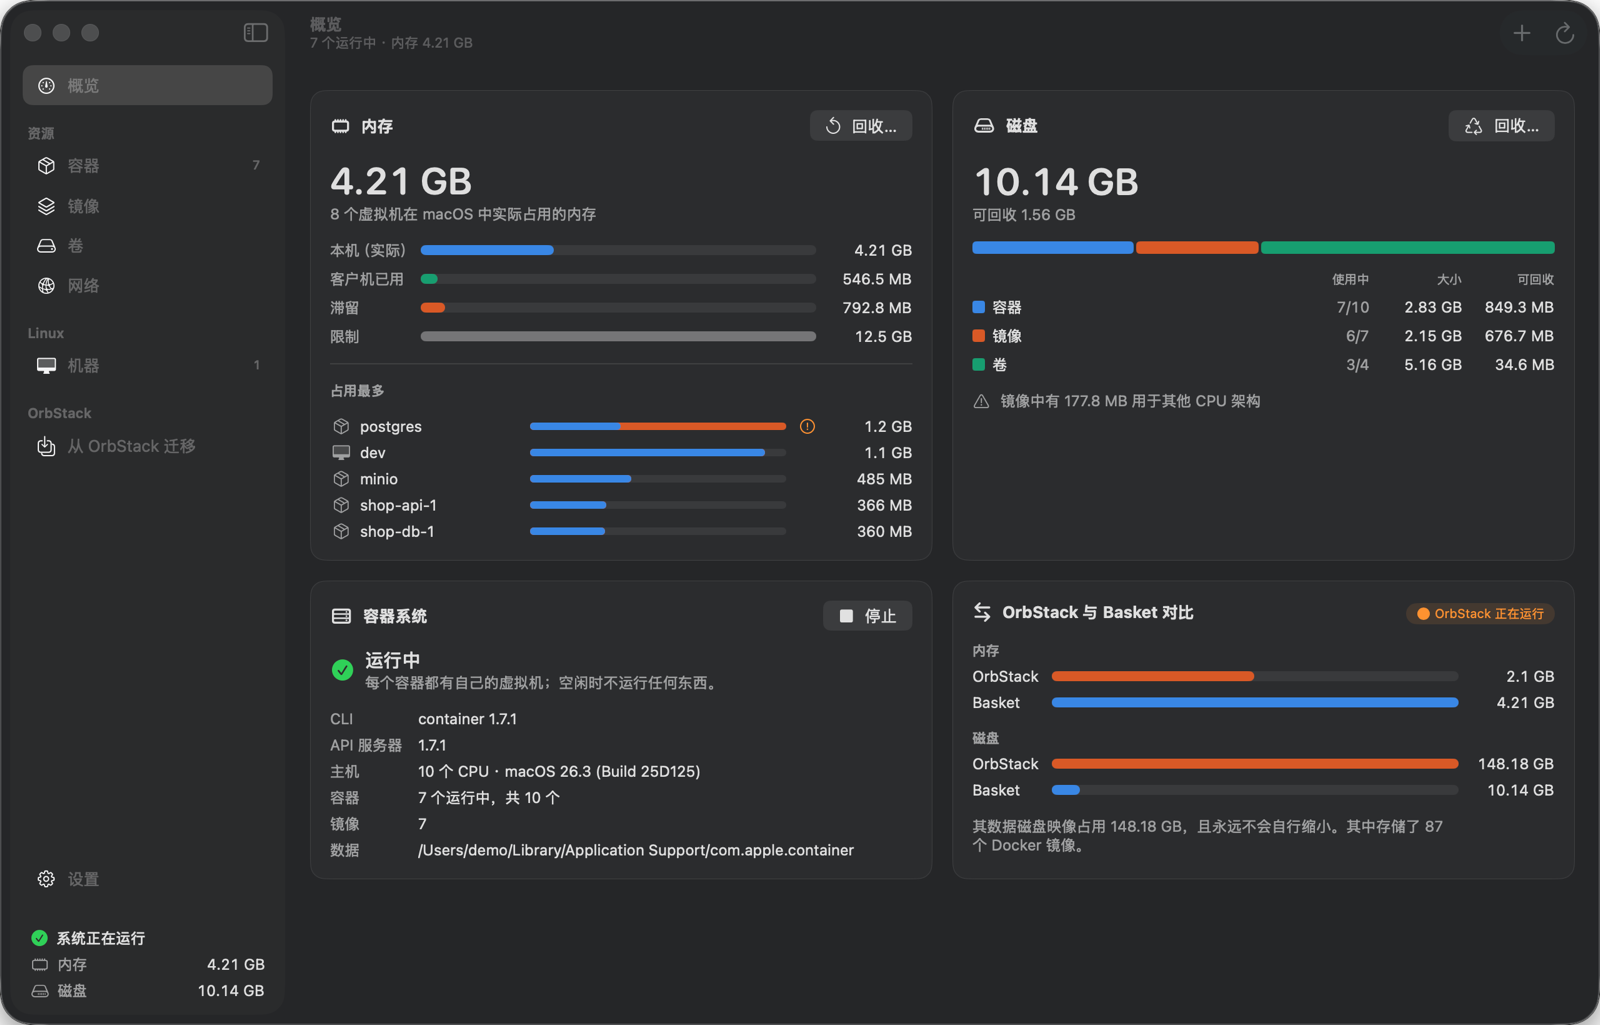 概览
资源
容器 7
镜像
卷
网络
Linux
机器 1
OrbStack
从 OrbStack 迁移
设置
系统正在运行
内存 4.21 GB
磁盘 10.14 GB
概览
7 个运行中 · 内存 4.21 GB
内存
回收...
4.21 GB
8 个虚拟机在 macOS 中实际占用的内存
本机 (实际) 4.21 GB
客户机已用 546.5 MB
滞留 792.8 MB
限制 12.5 GB
占用最多
postgres 1.2 GB
dev 1.1 GB
minio 485 MB
shop-api-1 366 MB
shop-db-1 360 MB
磁盘
回收...
10.14 GB
可回收 1.56 GB
使用中 大小 可回收
容器 7/10 2.83 GB 849.3 MB
镜像 6/7 2.15 GB 676.7 MB
卷 3/4 5.16 GB 34.6 MB
镜像中有 177.8 MB 用于其他 CPU 架构
容器系统
停止
运行中
每个容器都有自己的虚拟机；空闲时不运行任何东西。
CLI container 1.7.1
API 服务器 1.7.1
主机 10 个 CPU · macOS 26.3 (Build 25D125)
容器 7 个运行中，共 10 个
镜像 7
数据 /Users/demo/Library/Application Support/com.apple.container
OrbStack 与 Basket 对比
OrbStack 正在运行
内存
OrbStack 2.1 GB
Basket 4.21 GB
磁盘
OrbStack 148.18 GB
Basket 10.14 GB
其数据磁盘映像占用 148.18 GB，且永远不会自行缩小。其中存储了 87
个 Docker 镜像。